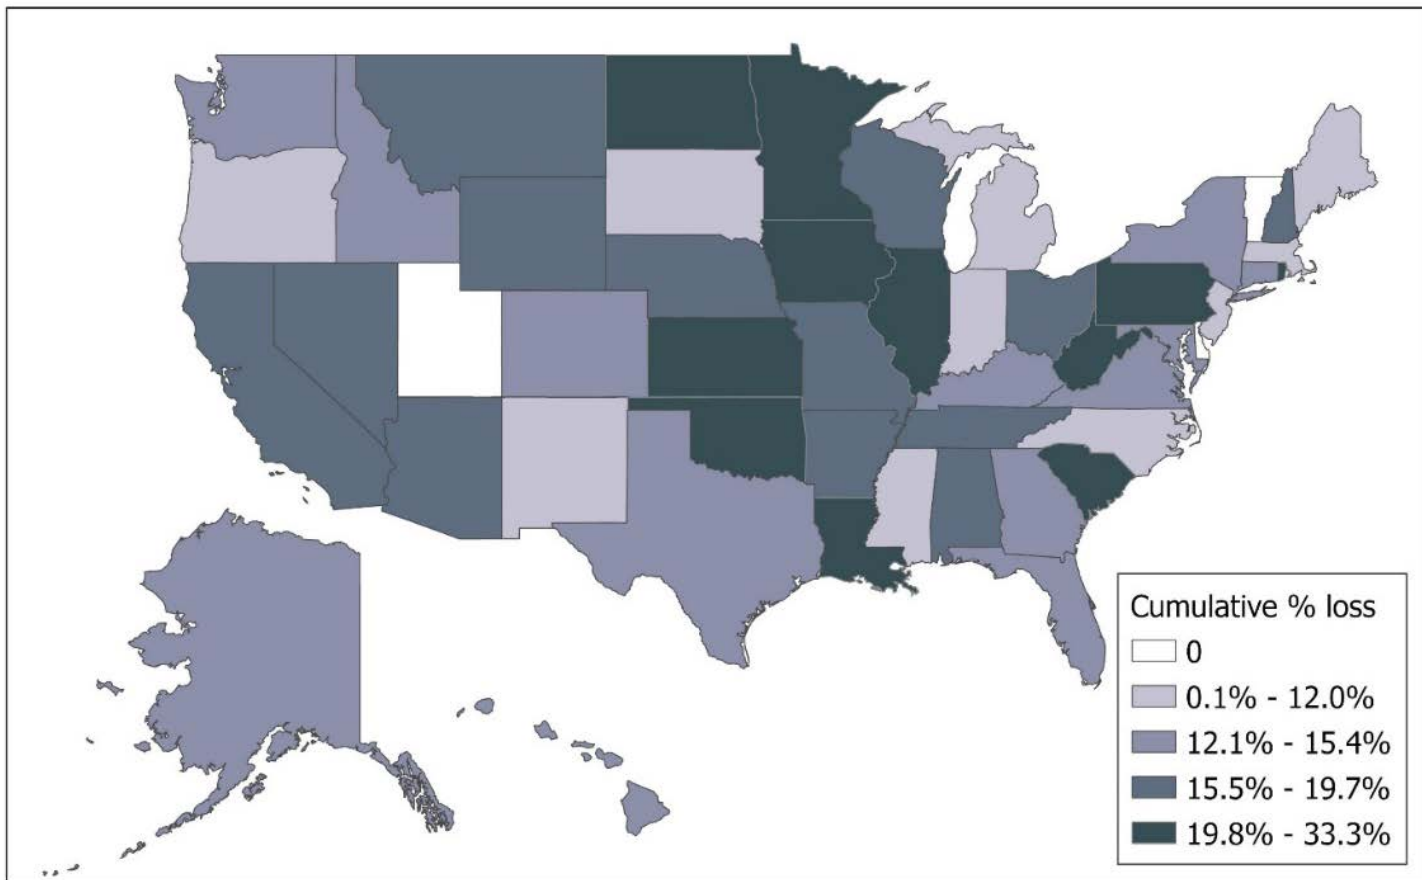 Cumulative % loss
0
0.1% - 12.0%
12.1% - 15.4%
15.5% - 19.7%
19.8% - 33.3%